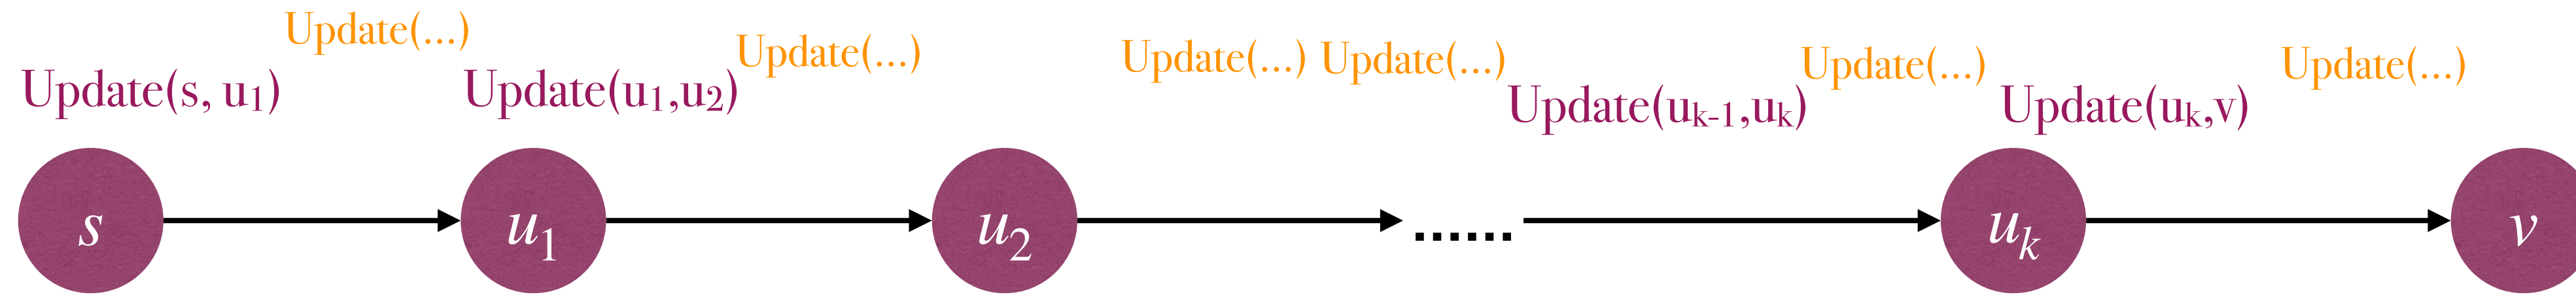 Update(...) Update(...) Update(...) Update(...) Update(...) Update(...)
Update(s, u₁) Update(u₁,u₂) Update(uₖ₋₁,uₖ) Update(uₖ,v)
s u₁ u₂ ...... uₖ v